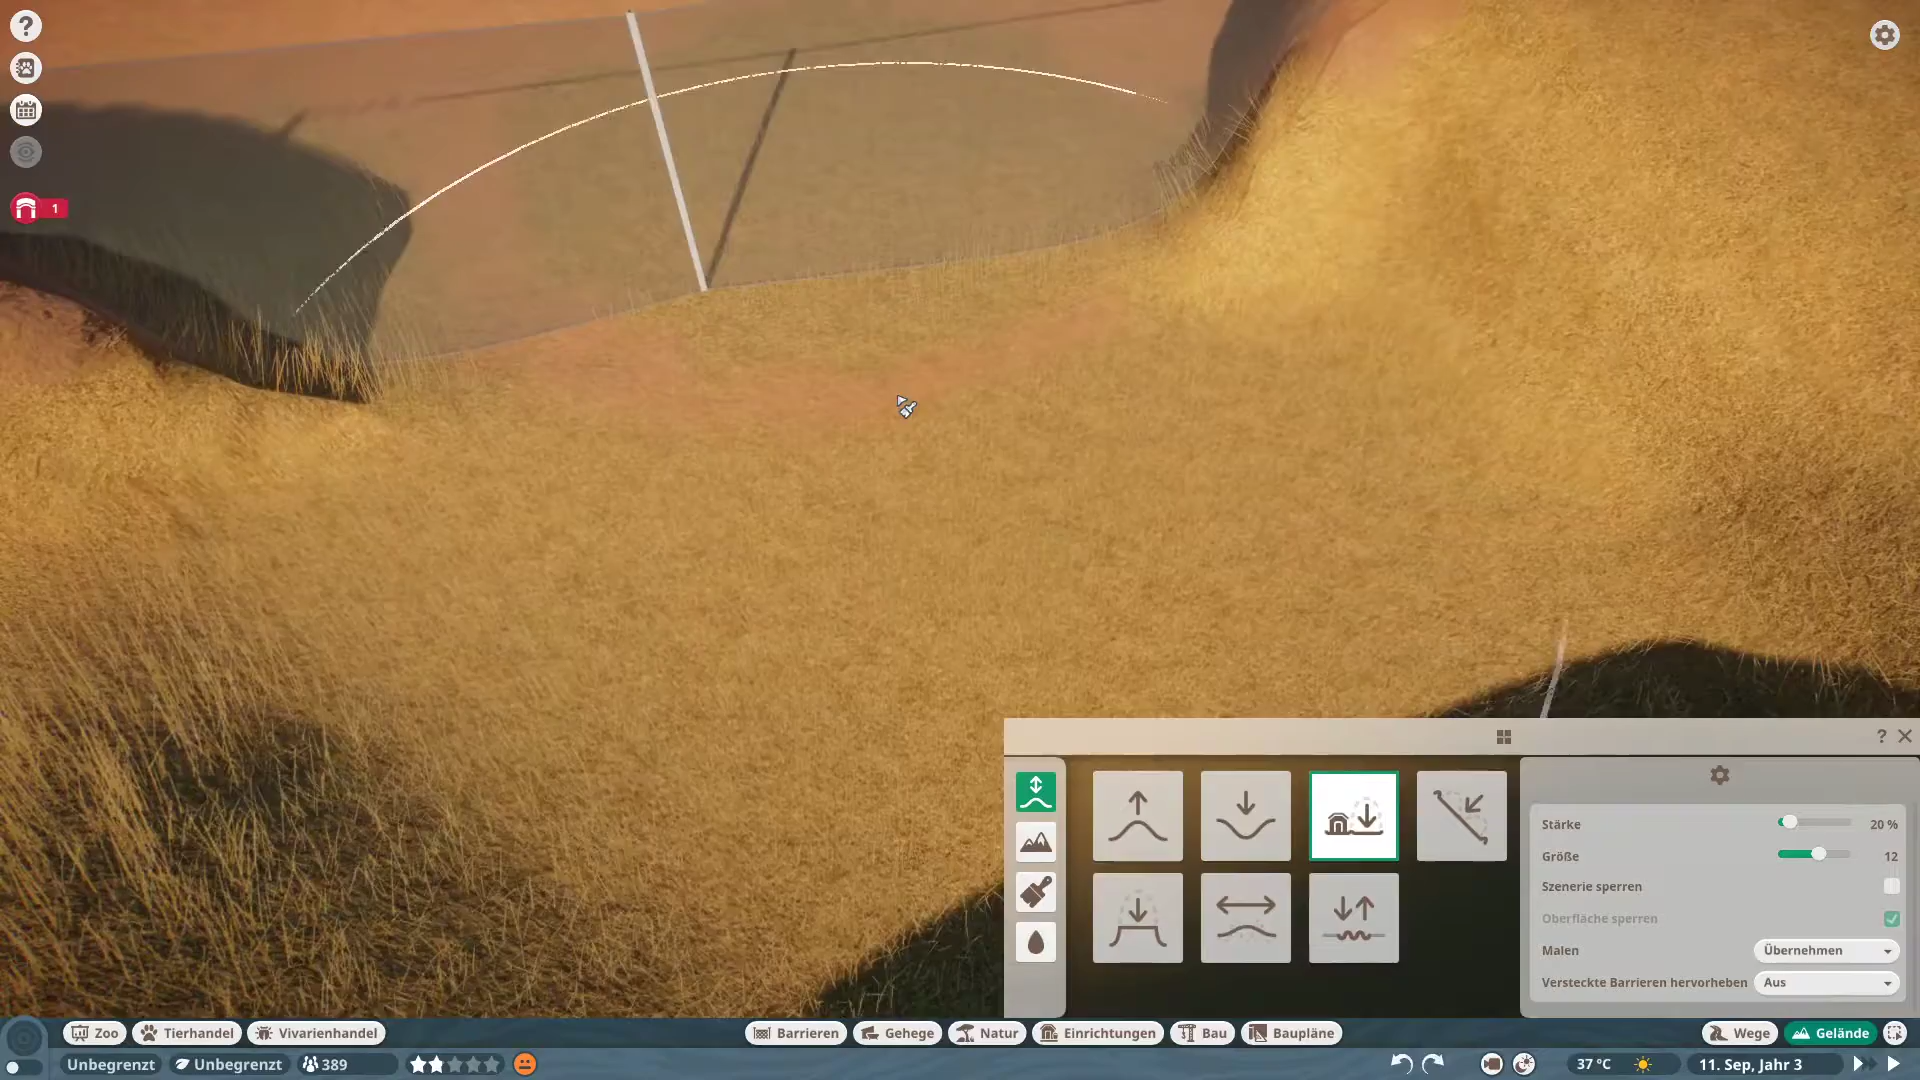 1
Stärke
20 %
Größe
12
Szenerie sperren
Oberfläche sperren
Malen
Übernehmen
Versteckte Barrieren hervorheben
Aus
Zoo
Tierhandel
Vivarienhandel
Barrieren
Gehege
Natur
Einrichtungen
Bau
Baupläne
Wege
Gelände
Unbegrenzt
Unbegrenzt
389
37 °C
11. Sep, Jahr 3